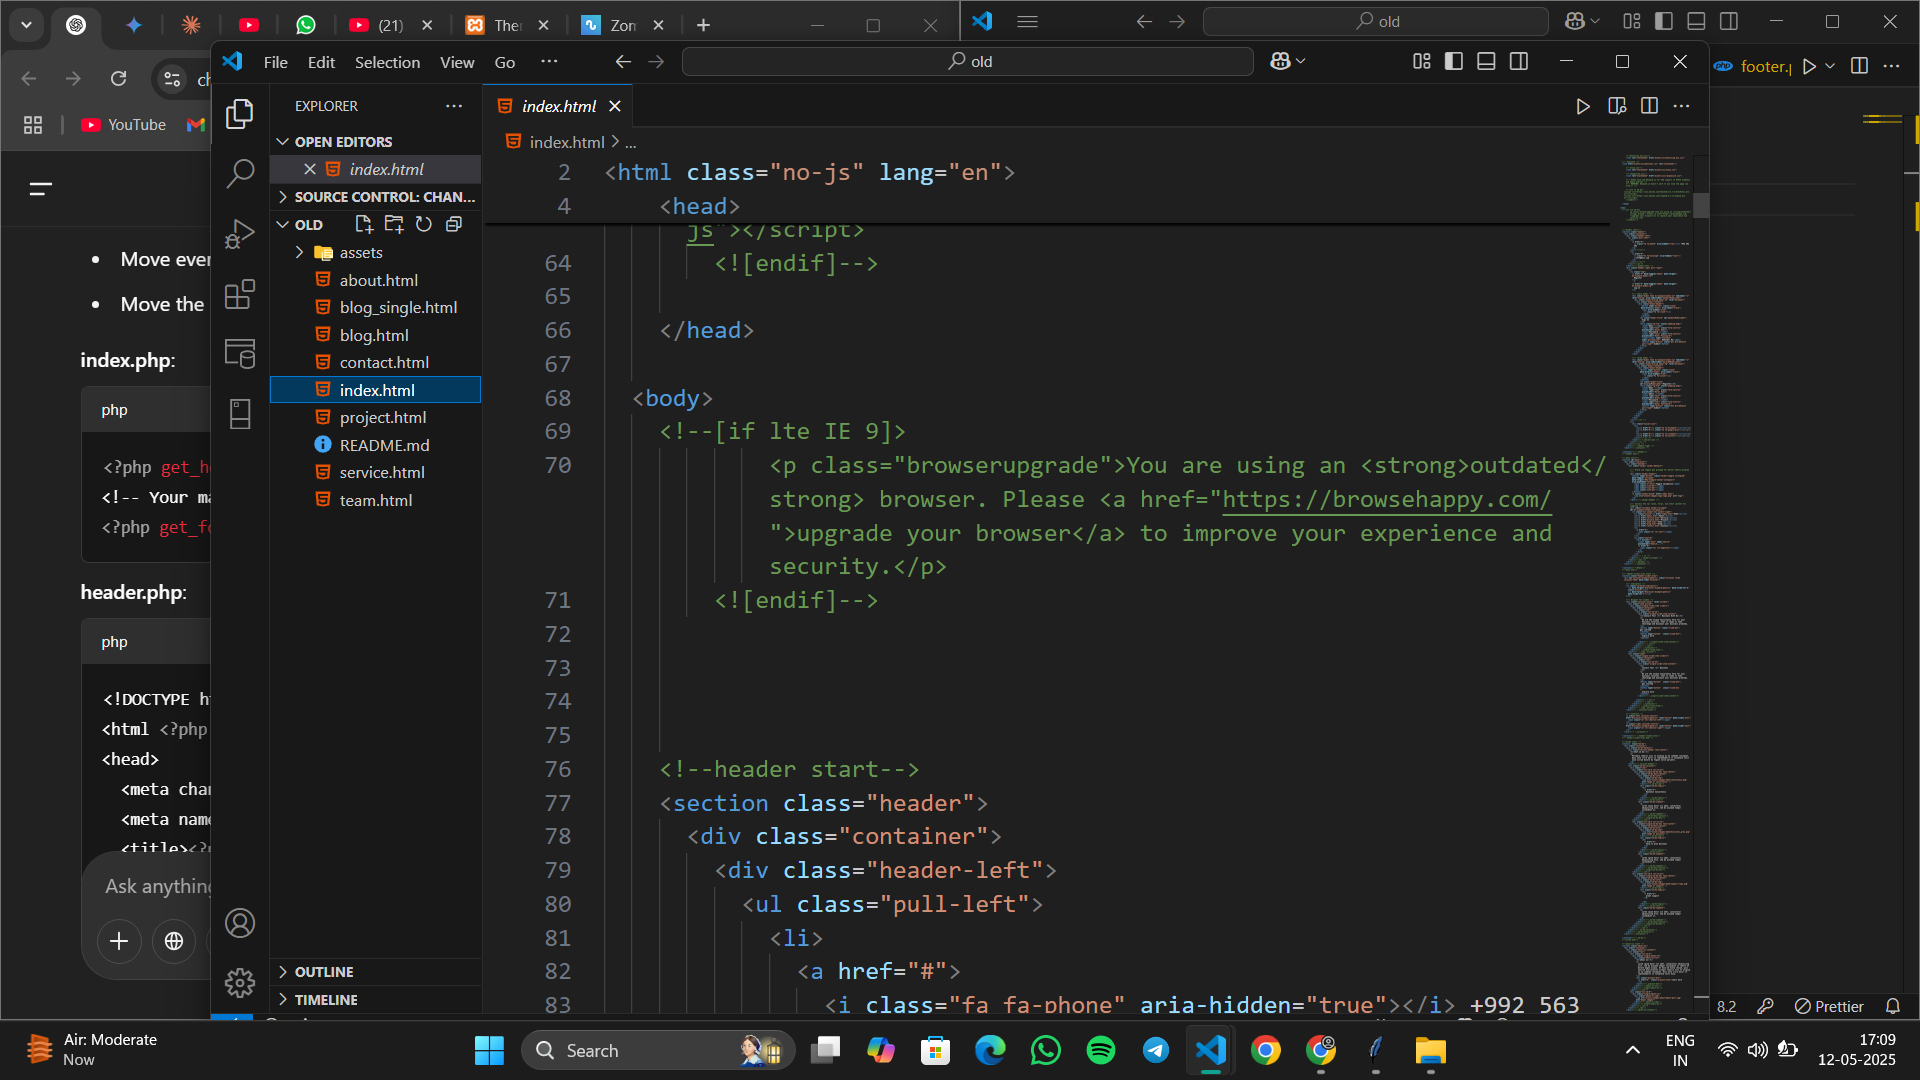 (21)
Ther
Zon
old
YouTube
footer.p
File Edit Selection View Go
old
EXPLORER
index.html
OPEN EDITORS
index.html
SOURCE CONTROL: CHAN...
OLD
assets
about.html
blog_single.html
blog.html
contact.html
index.html
project.html
README.md
service.html
team.html
OUTLINE
TIMELINE
index.html > ...
2 <html class="no-js" lang="en">
4 <head>
js"></script>
64 <![endif]-->
65
66 </head>
67
68 <body>
69 <!--[if lte IE 9]>
70 <p class="browserupgrade">You are using an <strong>outdated</
strong> browser. Please <a href="https://browsehappy.com/
">upgrade your browser</a> to improve your experience and
security.</p>
71 <![endif]-->
72
73
74
75
76 <!--header start-->
77 <section class="header">
78 <div class="container">
79 <div class="header-left">
80 <ul class="pull-left">
81 <li>
82 <a href="#">
83 <i class="fa fa-phone" aria-hidden="true"></i> +992 563
• Move ever
• Move the
index.php:
php
<?php get_he
<!-- Your ma
<?php get_fo
header.php:
php
<!DOCTYPE ht
<html <?php
<head>
<meta char
<meta name
<title><?
Ask anything
8.2
Prettier
Air: Moderate
Now
Search
ENG
IN
17:09
12-05-2025